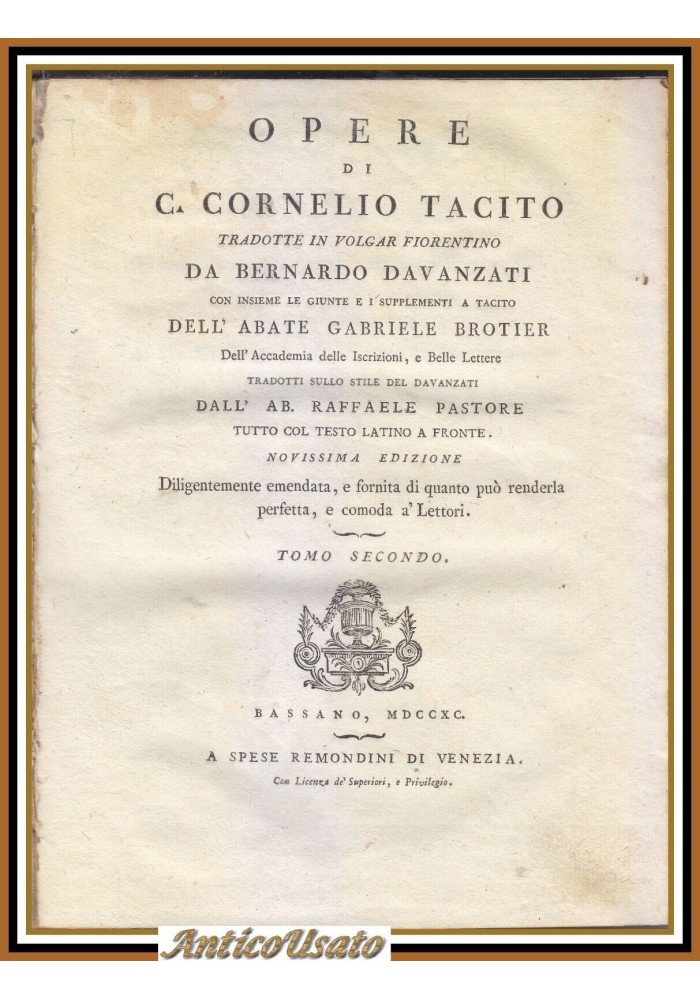 OPERE
DI
C. CORNELIO TACITO
TRADOTTE IN VOLGAR FIORENTINO
DA BERNARDO DAVANZATI
CON INSIEME LE GIUNTE E I SUPPLEMENTI A TACITO
DELL' ABATE GABRIELE BROTIER
Dell' Accademia delle Iscrizioni, e Belle Lettere
TRADOTTI SULLO STILE DEL DAVANZATI
DALL' AB. RAFFAELE PASTORE
TUTTO COL TESTO LATINO A FRONTE.
NOVISSIMA EDIZIONE
Diligentemente emendata, e fornita di quanto può renderla
perfetta, e comoda a' Lettori.
TOMO SECONDO.
BASSANO, MDCCXC.
A SPESE REMONDINI DI VENEZIA.
Con Licenza de' Superiori, e Privilegio.
AnticoUsato